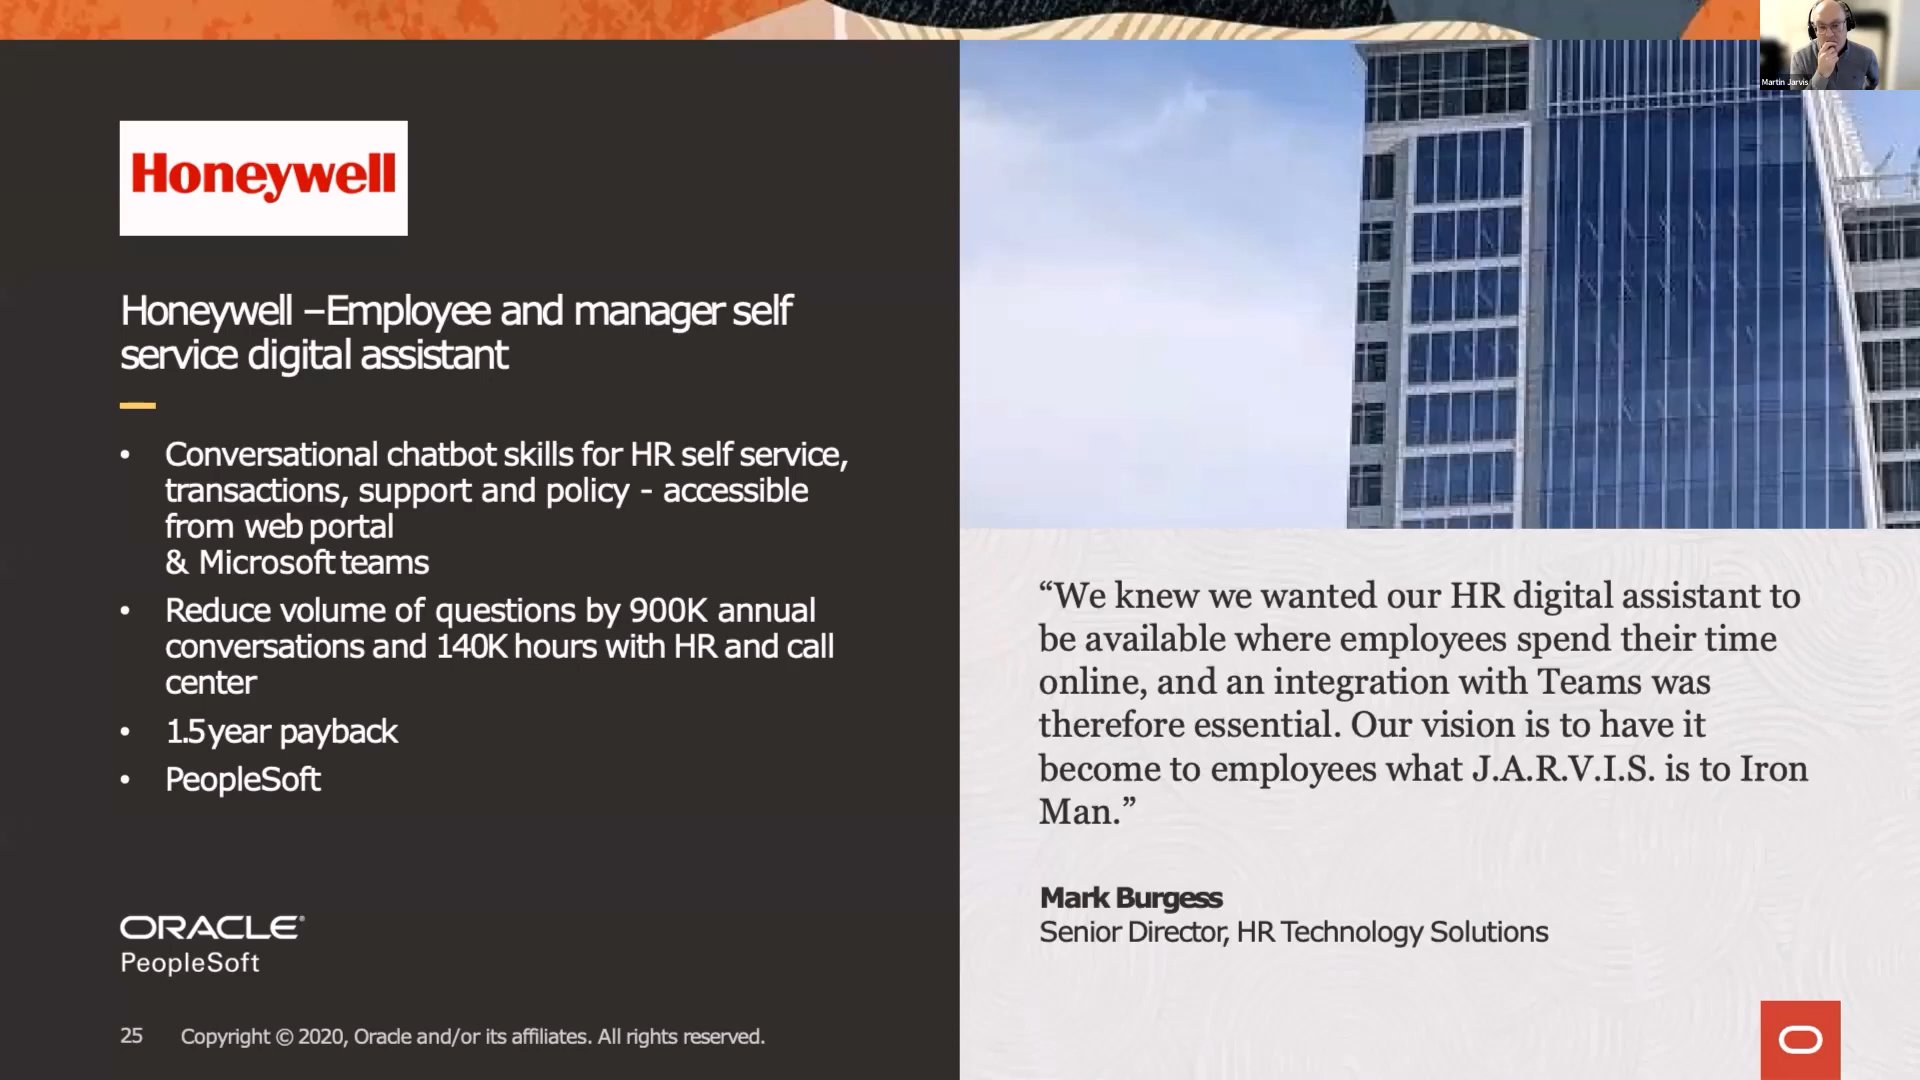 Martin Jarvis
Honeywell
Honeywell –Employee and manager self
service digital assistant
• Conversational chatbot skills for HR self service,
transactions, support and policy - accessible
from web portal
& Microsoft teams
• Reduce volume of questions by 900K annual
conversations and 140K hours with HR and call
center
• 1.5 year payback
• PeopleSoft
ORACLE®
PeopleSoft
25 Copyright © 2020, Oracle and/or its affiliates. All rights reserved.
“We knew we wanted our HR digital assistant to
be available where employees spend their time
online, and an integration with Teams was
therefore essential. Our vision is to have it
become to employees what J.A.R.V.I.S. is to Iron
Man.”
Mark Burgess
Senior Director, HR Technology Solutions